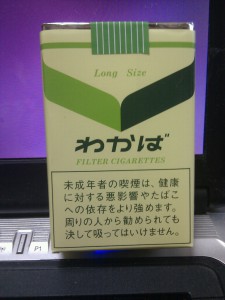 Long Size
わかば
FILTER CIGARETTES
未成年者の喫煙は、健康
に対する悪影響やたばこ
への依存をより強めます。
周りの人から勧められても
決して吸ってはいけません。
P1